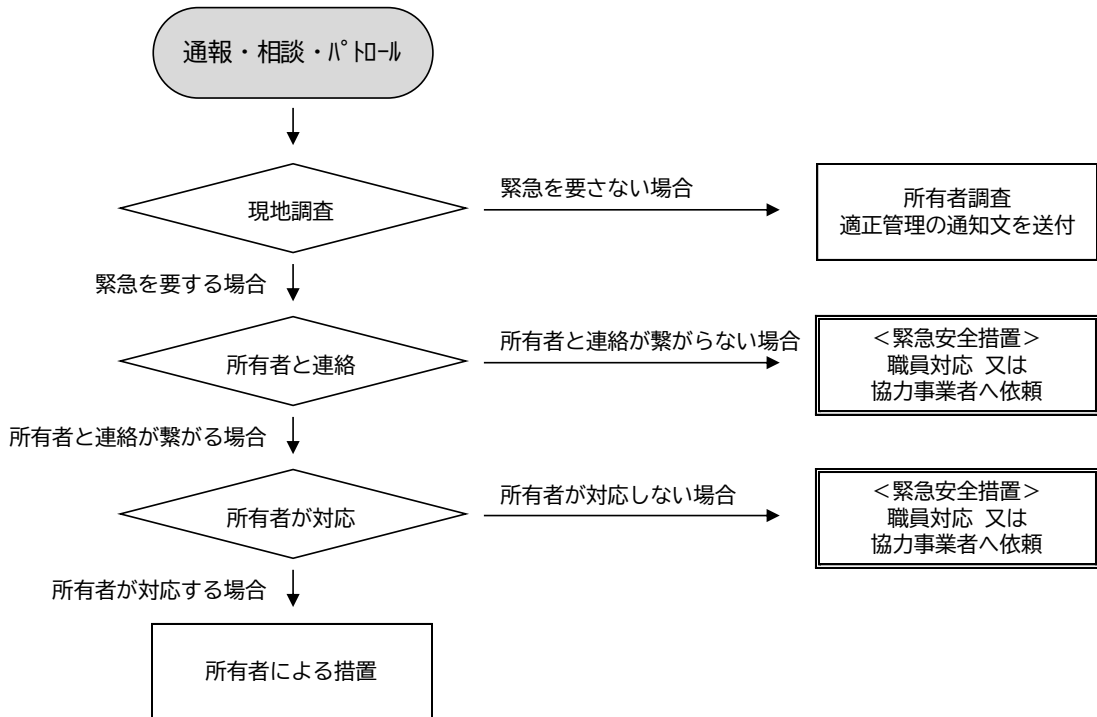 通報・相談・ﾊﾟﾄﾛｰﾙ
現地調査
緊急を要さない場合
所有者調査
適正管理の通知文を送付
緊急を要する場合
所有者と連絡
所有者と連絡が繋がらない場合
＜緊急安全措置＞
職員対応 又は
協力事業者へ依頼
所有者と連絡が繋がる場合
所有者が対応
所有者が対応しない場合
＜緊急安全措置＞
職員対応 又は
協力事業者へ依頼
所有者が対応する場合
所有者による措置